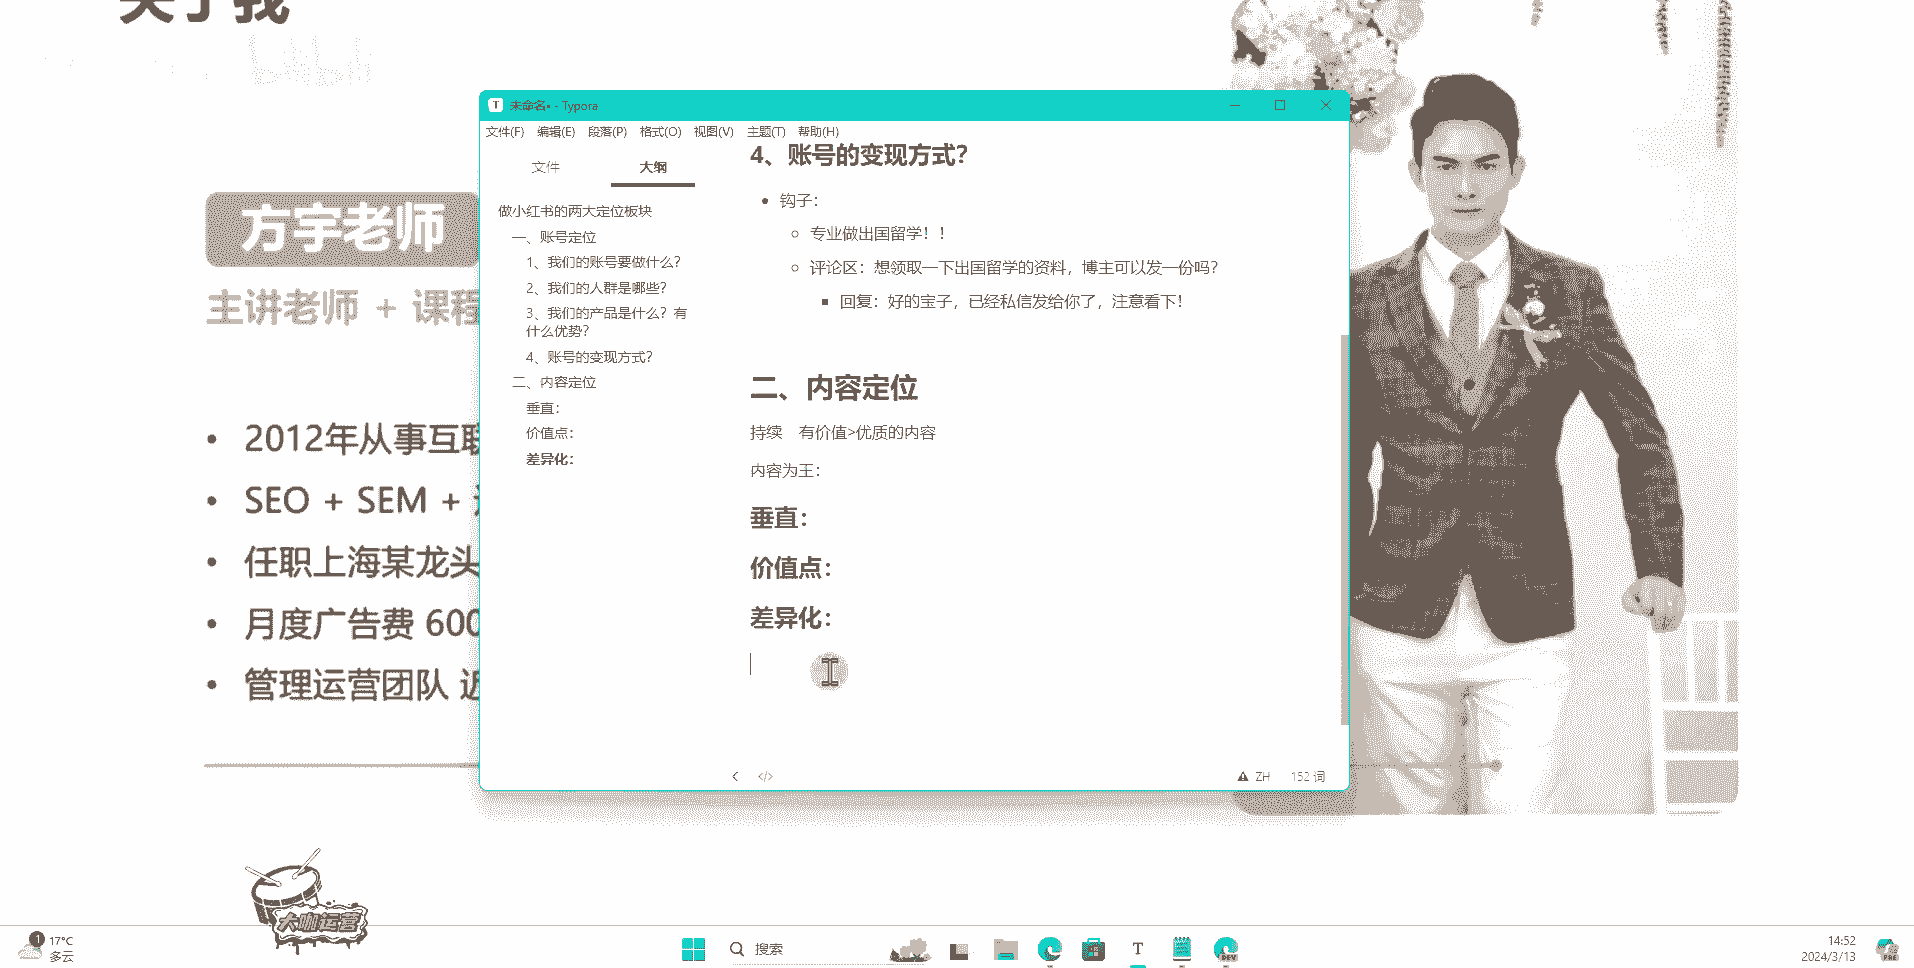 关于我
bilibili
未命名• - Typora
文件(F) 编辑(E) 段落(P) 格式(O) 视图(V) 主题(T) 帮助(H)
文件 大纲
做小红书的两大定位板块
一、账号定位
1、我们的账号要做什么？
2、我们的人群是哪些？
3、我们的产品是什么？有
什么优势？
4、账号的变现方式？
二、内容定位
垂直：
价值点：
差异化：
4、账号的变现方式？
钩子：
专业做出国留学！！
评论区：想领取一下出国留学的资料，博主可以发一份吗？
回复：好的宝子，已经私信发给你了，注意看下！
二、内容定位
持续 有价值>优质的内容
内容为王：
垂直：
价值点：
差异化：
ZH 152 词
方宇老师
主讲老师 + 课程
2012年从事互联
SEO + SEM +
任职上海某龙头
月度广告费 600
管理运营团队 近
大咖运营
1
17°C
多云
搜索
T
DEV
14:52
2024/3/13
PRE